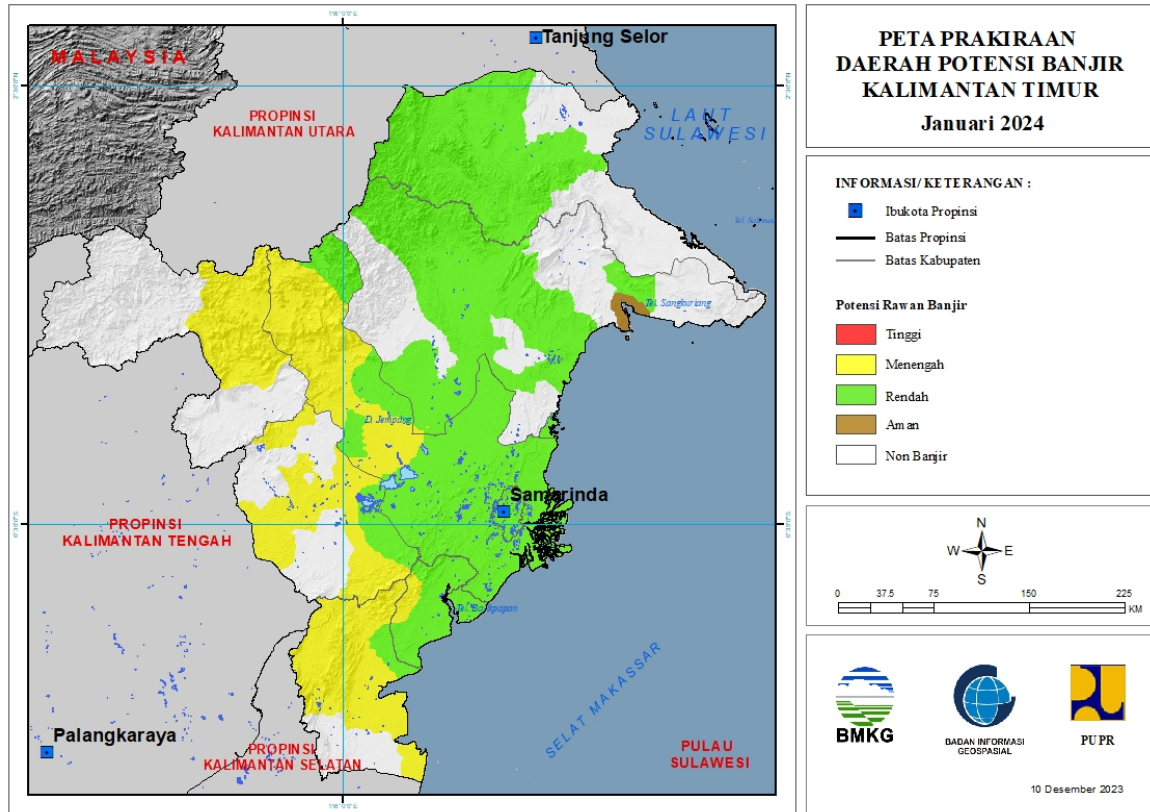 PETA PRAKIRAAN
DAERAH POTENSI BANJIR
KALIMANTAN TIMUR
Januari 2024
INFORMASI/ KETERANGAN :
Ibukota Propinsi
Batas Propinsi
Batas Kabupaten
Potensi Rawan Banjir
Tinggi
Menengah
Rendah
Aman
Non Banjir
N
W E
S
0 37.5 75 150 225
KM
BMKG
BADAN INFORMASI
GEOSPASIAL
PUPR
10 Desember 2023
Tanjung Selor
MALAYSIA
PROPINSI
KALIMANTAN UTARA
LAUT
SULAWESI
Tel. Sangkuriang
D. Jempang
Samarinda
PROPINSI
KALIMANTAN TENGAH
Tel. Balikpapan
SELAT MAKASSAR
Palangkaraya
PROPINSI
KALIMANTAN SELATAN
PULAU
SULAWESI